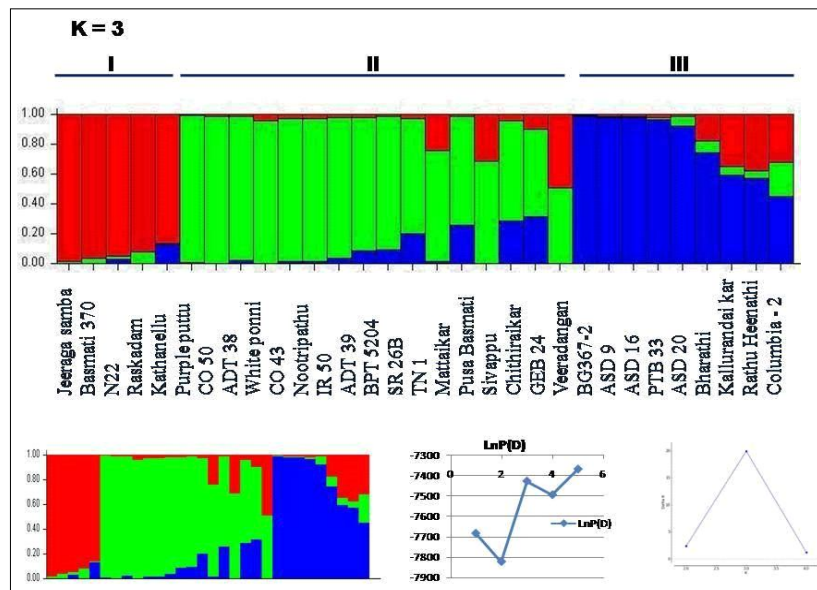 K = 3
I II III
1.00
0.80
0.60
0.40
0.20
0.00
Jeeraga samba
Basmati 370
N22
Raskadam
Kathanellu
Purple puttu
CO 50
ADT 38
White ponni
CO 43
Nootripathu
IR 50
ADT 39
BPT 5204
SR 26B
TN 1
Mattaikar
Pusa Basmati
Sivappu
Chithiraikar
GEB 24
Veeradangan
BG367-2
ASD 9
ASD 16
PTB 33
ASD 20
Bharathi
Kallurandai kar
Rathu Heenathi
Columbia - 2
1.00
0.80
0.60
0.40
0.20
0.00
LnP(D)
-7300
-7400
-7500
-7600
-7700
-7800
-7900
0 2 4 6
LnP(D)